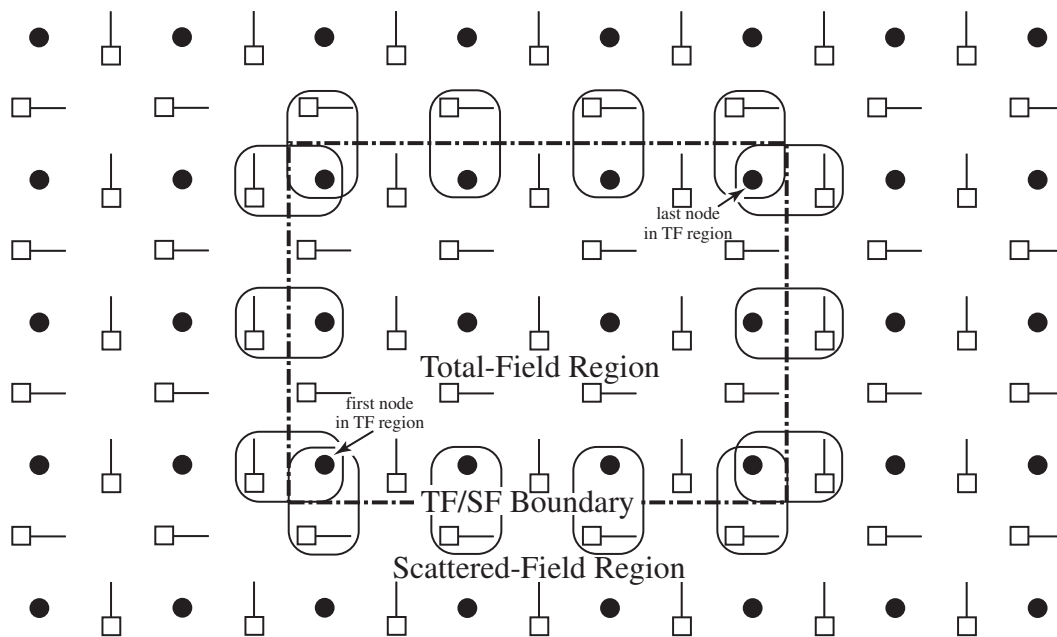 last node
in TF region
Total-Field Region
first node
in TF region
TF/SF Boundary
Scattered-Field Region